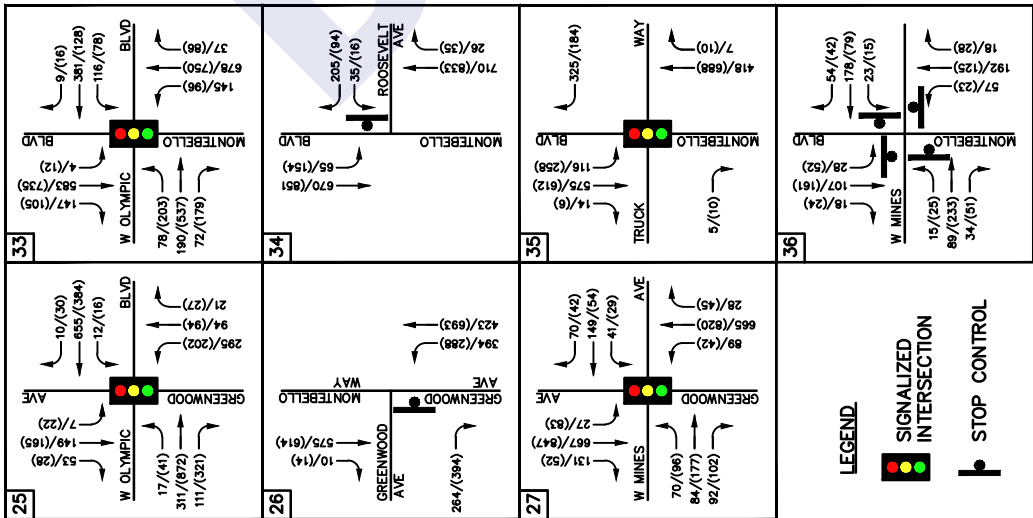 33
9/(16)
381/(128)
116/(78)
BLVD
37/(86)
678/(750)
145/(96)
BLVD
MONTEBELLO
4/(12)
583/(735)
147/(105)
W OLYMPIC
78/(203)
190/(537)
72/(179)
34
205/(94)
35/(16)
ROOSEVELT
AVE
26/(35)
710/(833)
BLVD
MONTEBELLO
65/(154)
670/(851
35
325/(184)
WAY
7/(10)
418/(688)
BLVD
MONTEBELLO
116/(258)
575/(612)
14/(6)
TRUCK
5/(10)
36
54/(42)
178/(79)
23/(15)
18/(28)
192/(125)
57/(23)
BLVD
MONTEBELLO
28/(52)
107/(161)
18/(24)
W MINES
15/(25)
89/(233)
34/(51)
25
10/(30)
655/(384)
12/(16)
BLVD
21/(27)
94/(94)
295/(202)
AVE
GREENWOOD
7/(22)
149/(165)
53/(28)
W OLYMPIC
17/(41)
311/(872)
111/(321)
26
MONTEBELLO
WAY
423/(693)
394/(288)
GREENWOOD
AVE
575/(614)
10/(14)
GREENWOOD
AVE
264/(394)
27
70/(42)
149/(54)
41/(29)
AVE
28/(45)
665/(820)
89/(42)
AVE
GREENWOOD
27/(83)
667/(847)
131/(52)
W MINES
70/(96)
84/(177)
92/(102)
LEGEND
SIGNALIZED
INTERSECTION
STOP CONTROL